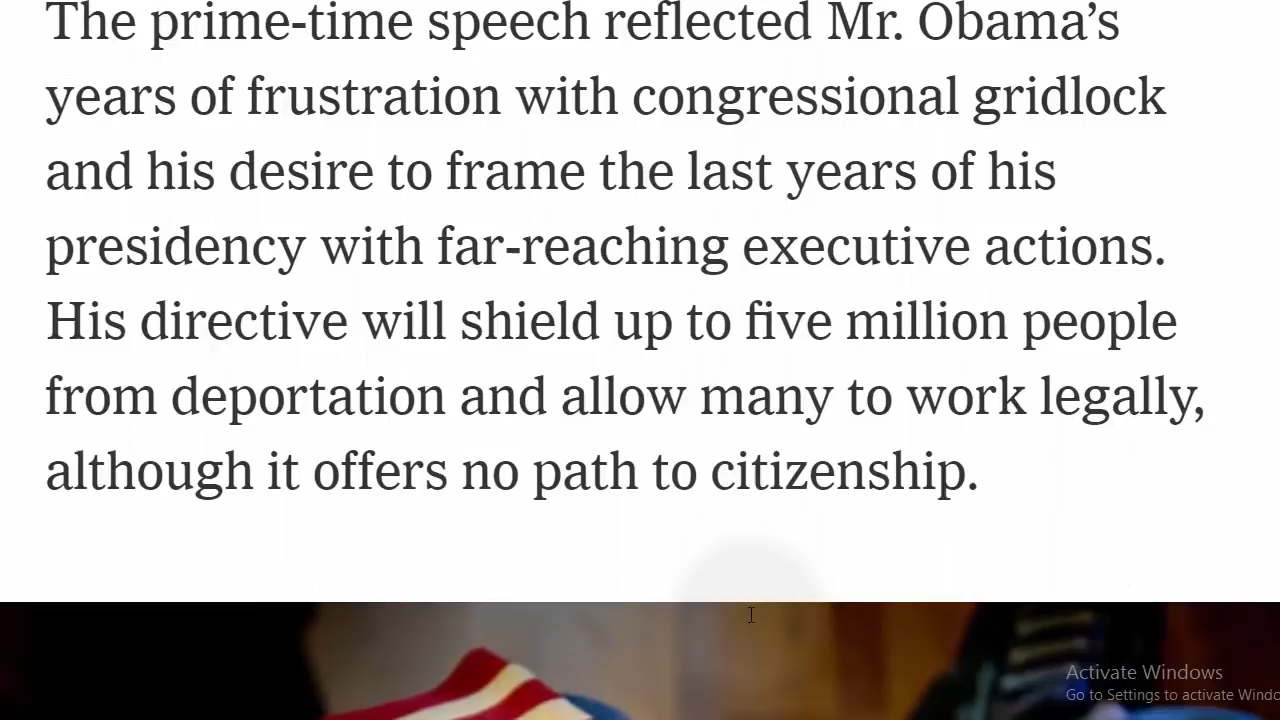 The prime-time speech reflected Mr. Obama’s
years of frustration with congressional gridlock
and his desire to frame the last years of his
presidency with far-reaching executive actions.
His directive will shield up to five million people
from deportation and allow many to work legally,
although it offers no path to citizenship.
Activate Windows
Go to Settings to activate Windo